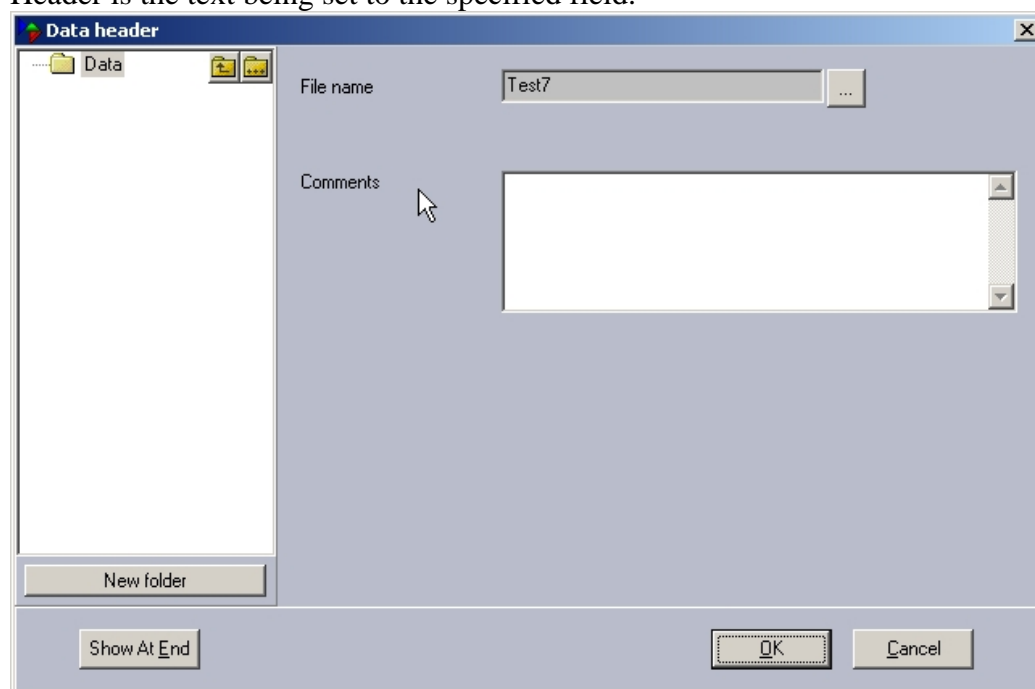 Header is the text being set to the specified field.
Data header
Data
File name
Test7
...
Comments
New folder
Show At End
OK
Cancel